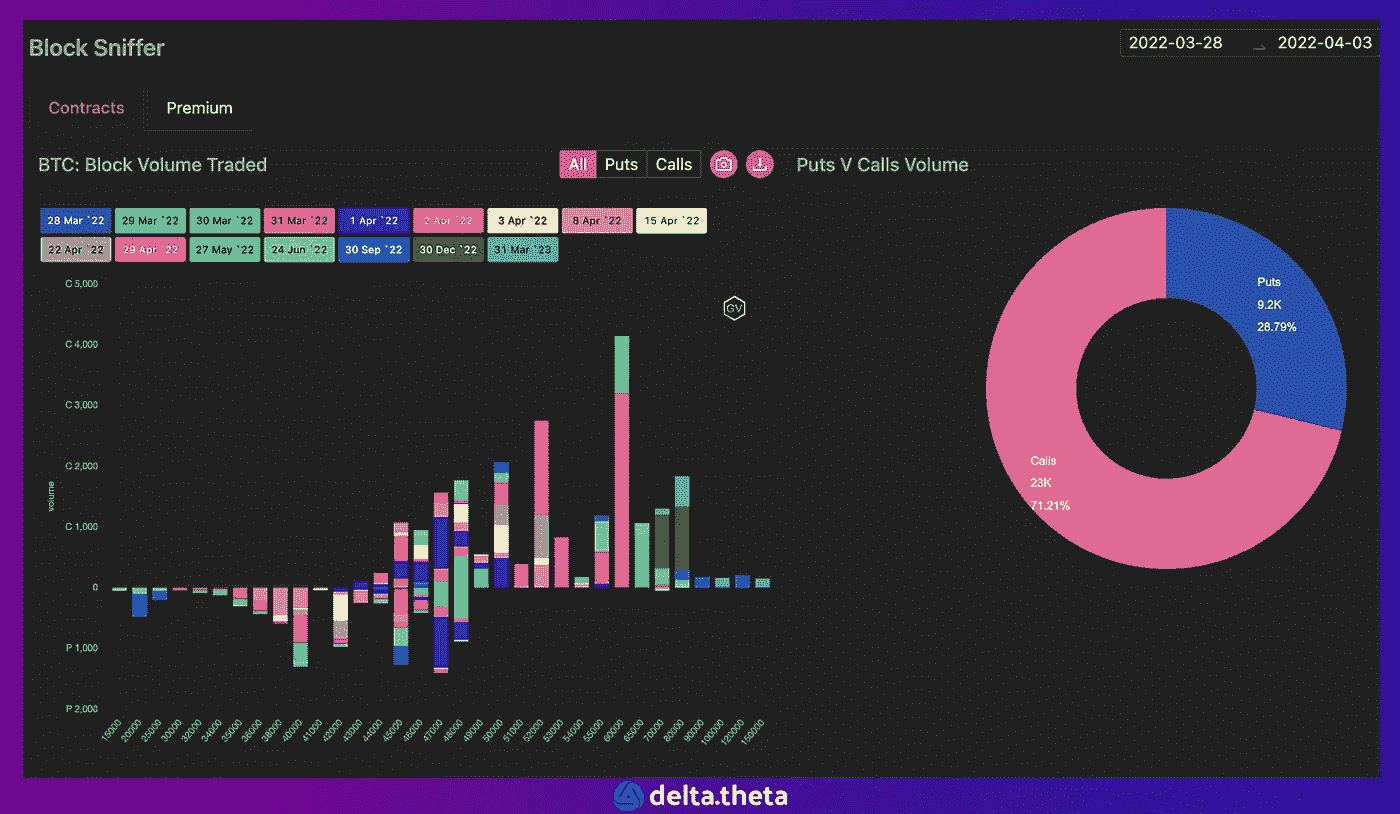 Block Sniffer
2022-03-28 → 2022-04-03
Contracts Premium
BTC: Block Volume Traded
All Puts Calls
Puts V Calls Volume
28 Mar `22 29 Mar `22 30 Mar `22 31 Mar `22 1 Apr `22 2 Apr `22 3 Apr `22 8 Apr `22 15 Apr `22
22 Apr `22 29 Apr `22 27 May `22 24 Jun `22 30 Sep `22 30 Dec `22 31 Mar `23
C 5,000
C 4,000
C 3,000
C 2,000
C 1,000
0
P 1,000
P 2,000
volume
GV
15000 20000 25000 30000 32000 34000 35000 36000 38000 40000 41000 42000 43000 44000 45000 46000 47000 48000 49000 50000 51000 52000 53000 54000 55000 60000 65000 70000 80000 90000 100000 120000 150000
Puts
9.2K
28.79%
Calls
23K
71.21%
delta.theta